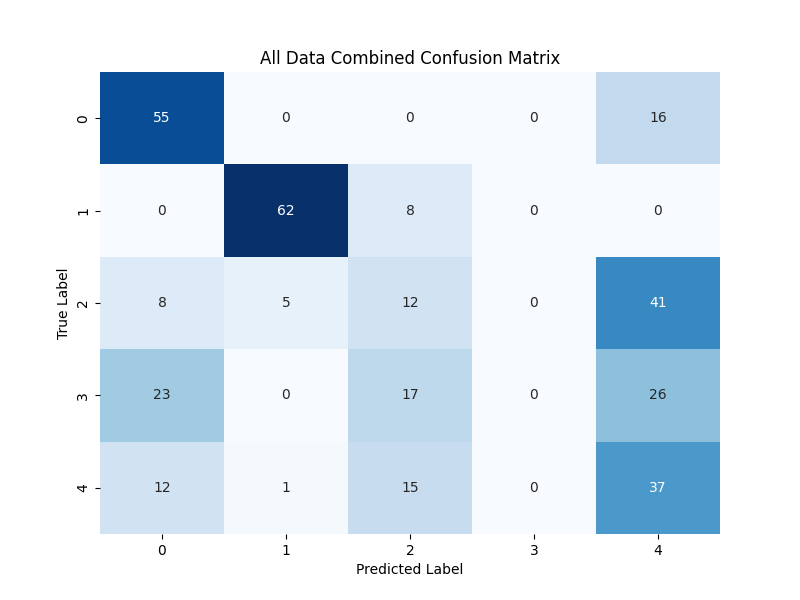 All Data Combined Confusion Matrix
True Label
0 55 0 0 0 16
1 0 62 8 0 0
2 8 5 12 0 41
3 23 0 17 0 26
4 12 1 15 0 37
0 1 2 3 4
Predicted Label